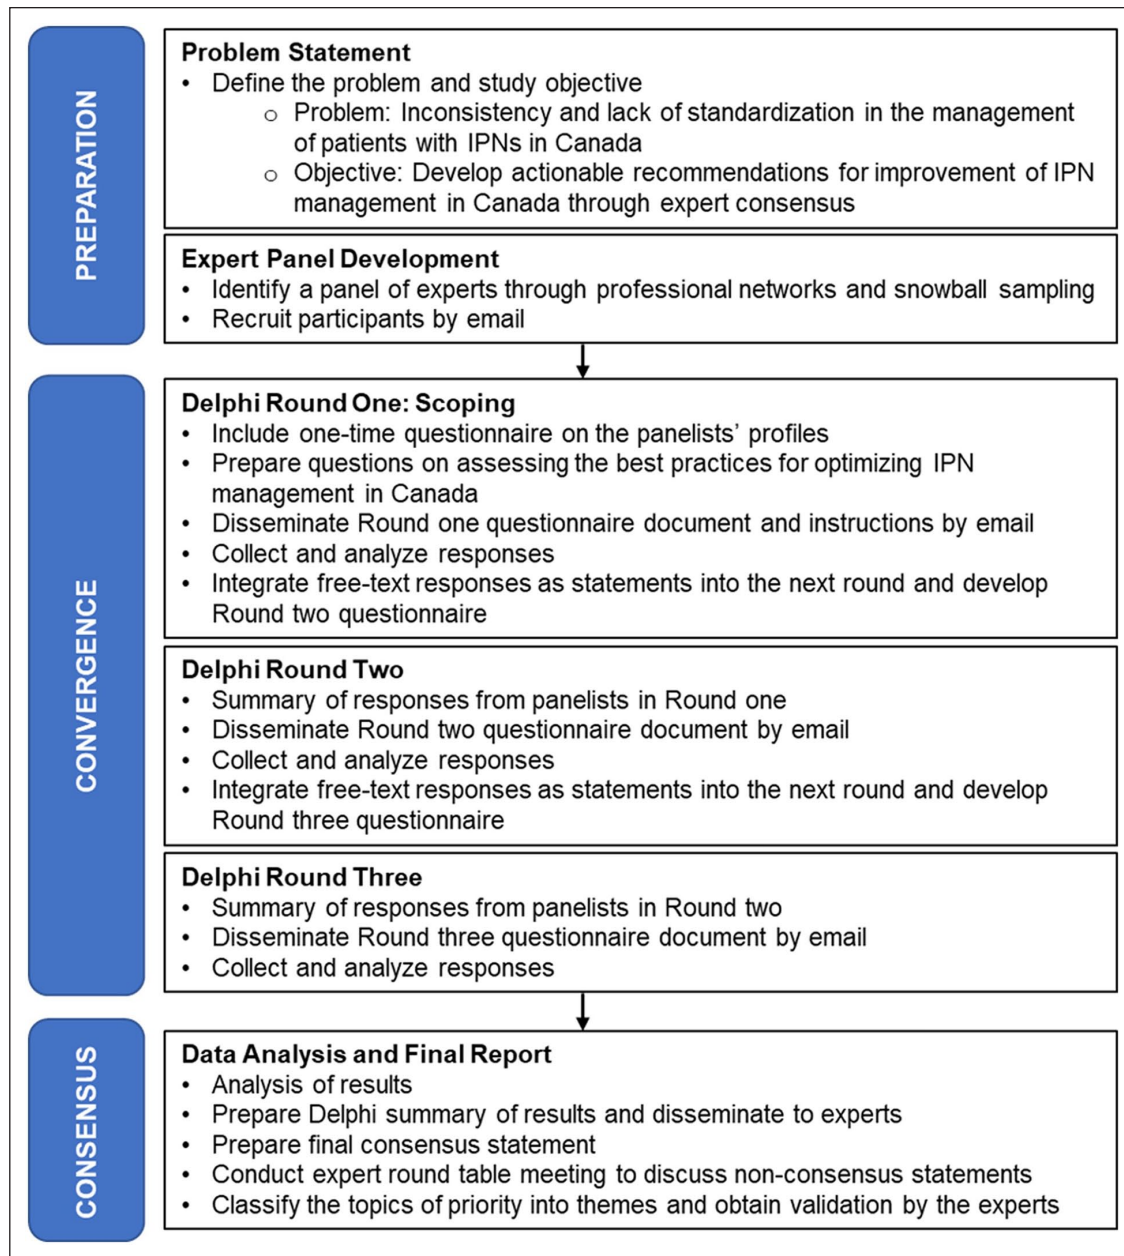 PREPARATION
Problem Statement
• Define the problem and study objective
o Problem: Inconsistency and lack of standardization in the management
of patients with IPNs in Canada
o Objective: Develop actionable recommendations for improvement of IPN
management in Canada through expert consensus
Expert Panel Development
• Identify a panel of experts through professional networks and snowball sampling
• Recruit participants by email
CONVERGENCE
Delphi Round One: Scoping
• Include one-time questionnaire on the panelists’ profiles
• Prepare questions on assessing the best practices for optimizing IPN
management in Canada
• Disseminate Round one questionnaire document and instructions by email
• Collect and analyze responses
• Integrate free-text responses as statements into the next round and develop
Round two questionnaire
Delphi Round Two
• Summary of responses from panelists in Round one
• Disseminate Round two questionnaire document by email
• Collect and analyze responses
• Integrate free-text responses as statements into the next round and develop
Round three questionnaire
Delphi Round Three
• Summary of responses from panelists in Round two
• Disseminate Round three questionnaire document by email
• Collect and analyze responses
CONSENSUS
Data Analysis and Final Report
• Analysis of results
• Prepare Delphi summary of results and disseminate to experts
• Prepare final consensus statement
• Conduct expert round table meeting to discuss non-consensus statements
• Classify the topics of priority into themes and obtain validation by the experts